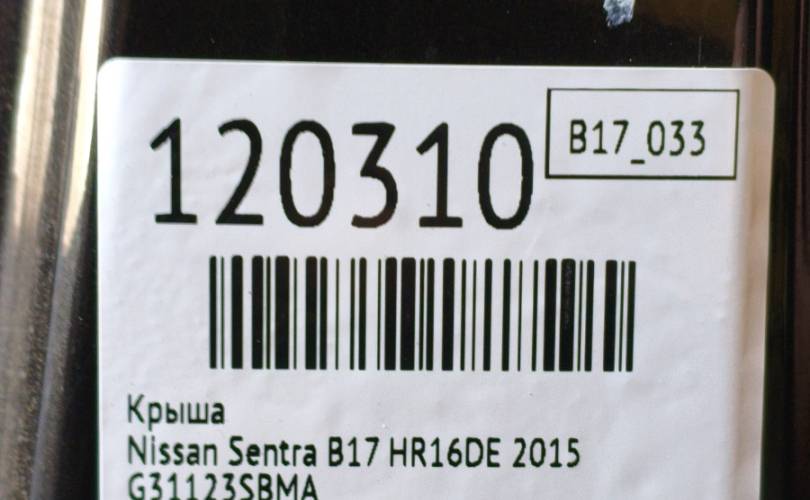 120310
B17_033
Крыша
Nissan Sentra B17 HR16DE 2015
G31123SBMA